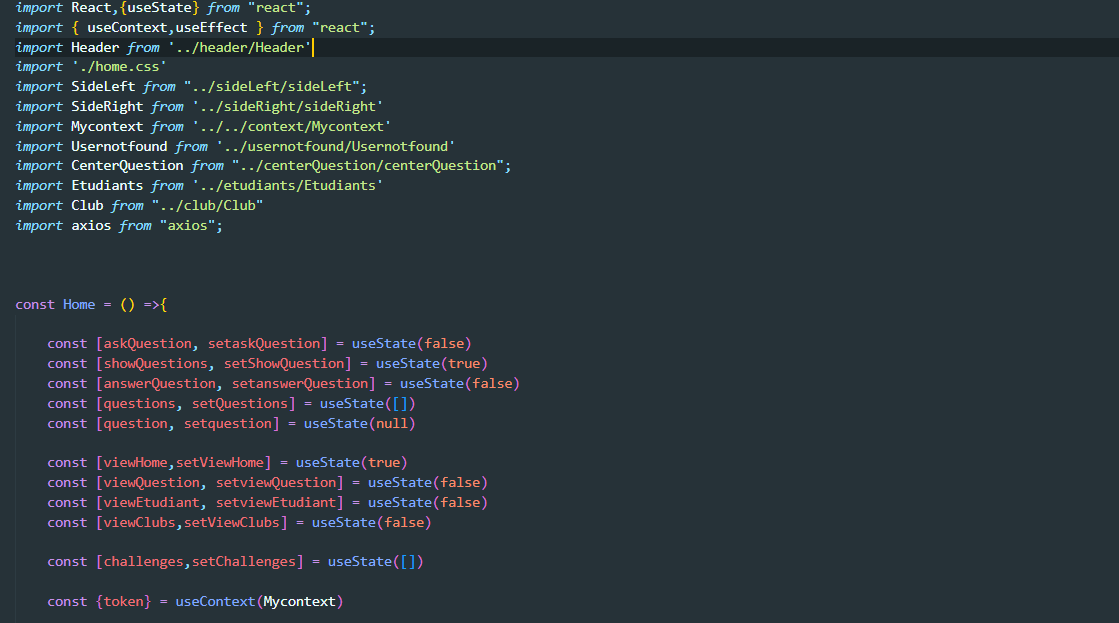 import React,{useState} from "react";
import { useContext,useEffect } from "react";
import Header from '../header/Header'
import './home.css'
import SideLeft from "../sideLeft/sideLeft";
import SideRight from '../sideRight/sideRight'
import Mycontext from '../../context/Mycontext'
import Usernotfound from '../usernotfound/Usernotfound'
import CenterQuestion from "../centerQuestion/centerQuestion";
import Etudiants from '../etudiants/Etudiants'
import Club from "../club/Club"
import axios from "axios";
const Home = () =>{
const [askQuestion, setaskQuestion] = useState(false)
const [showQuestions, setShowQuestion] = useState(true)
const [answerQuestion, setanswerQuestion] = useState(false)
const [questions, setQuestions] = useState([])
const [question, setquestion] = useState(null)
const [viewHome,setViewHome] = useState(true)
const [viewQuestion, setviewQuestion] = useState(false)
const [viewEtudiant, setviewEtudiant] = useState(false)
const [viewClubs,setViewClubs] = useState(false)
const [challenges,setChallenges] = useState([])
const {token} = useContext(Mycontext)